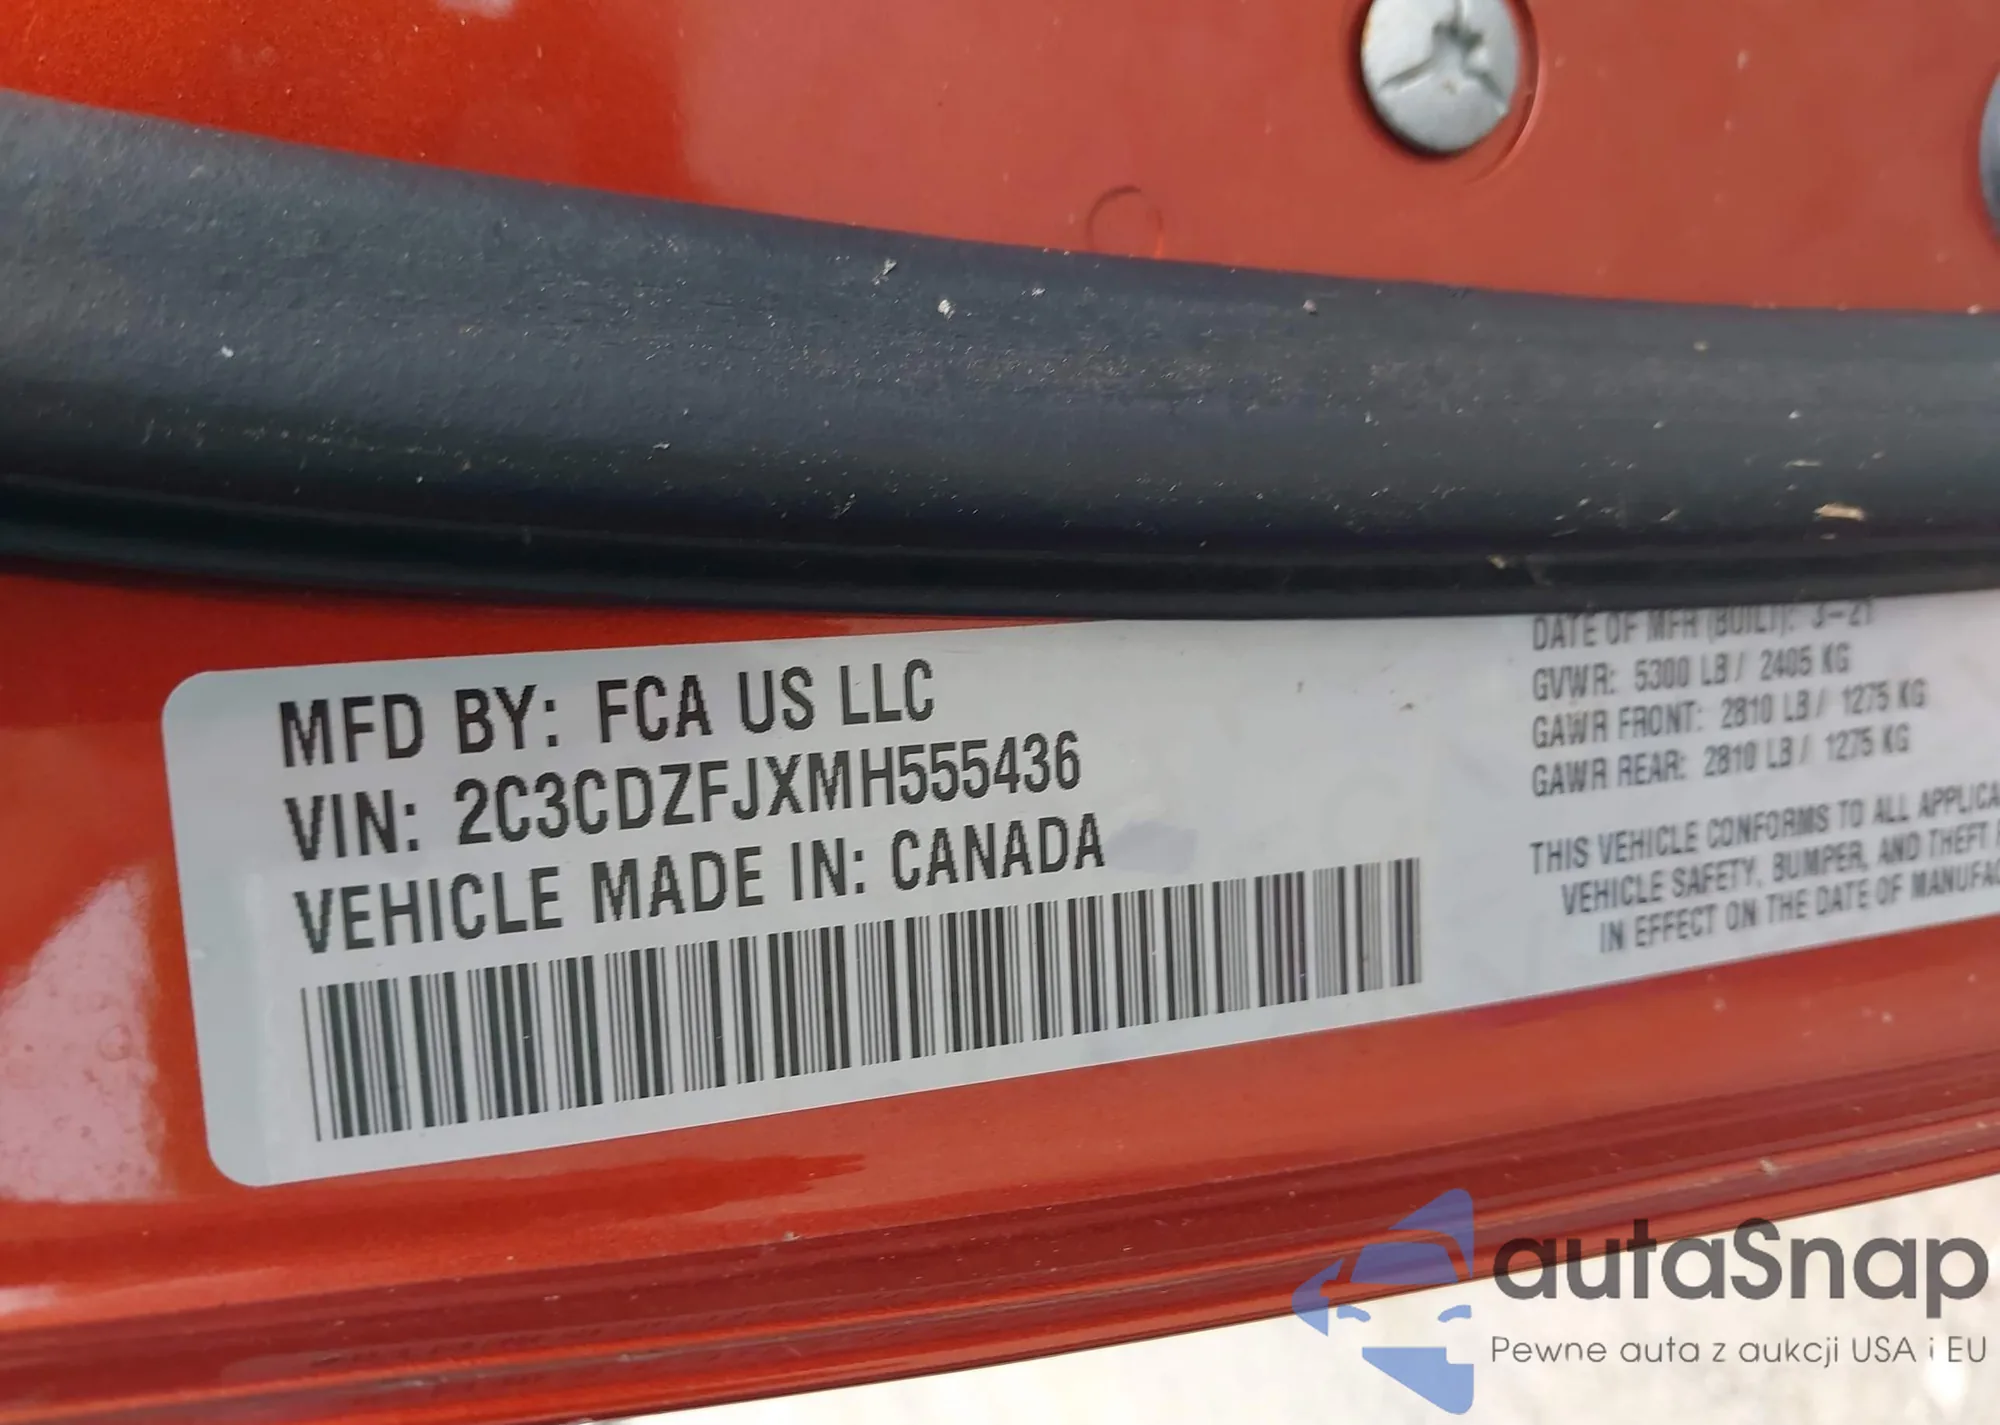 MFD BY: FCA US LLC
VIN: 2C3CDZFJXMH555436
VEHICLE MADE IN: CANADA
DATE OF MFR (BUILT): 3-21
GVWR: 5300 LB / 2405 KG
GAWR FRONT: 2810 LB / 1275 KG
GAWR REAR: 2810 LB / 1275 KG
THIS VEHICLE CONFORMS TO ALL APPLICA
VEHICLE SAFETY, BUMPER, AND THEFT
IN EFFECT ON THE DATE OF MANUFAC
autaSnap
Pewne auta z aukcji USA i EU